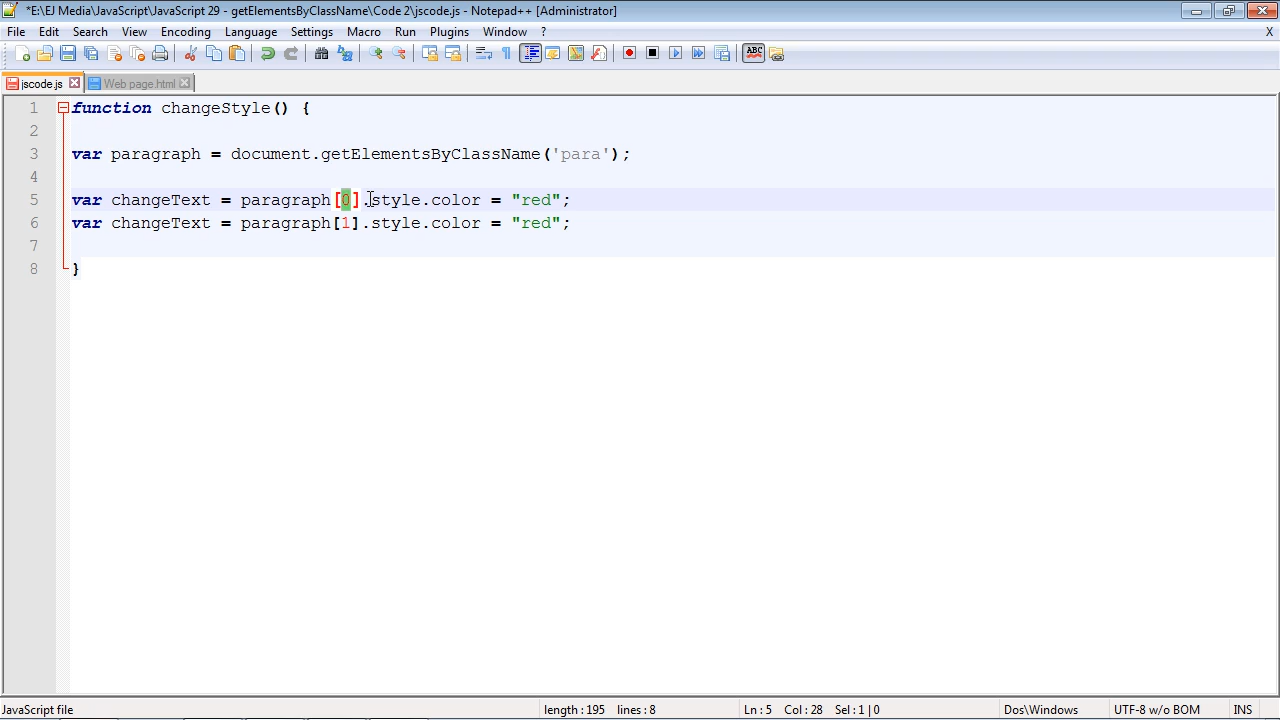 *E:\EJ Media\JavaScript\JavaScript 29 - getElementsByClassName\Code 2\jscode.js - Notepad++ [Administrator]
File Edit Search View Encoding Language Settings Macro Run Plugins Window ? X
ABC
jscode.js Web page.html
1 function changeStyle() {
2
3 var paragraph = document.getElementsByClassName('para');
4
5 var changeText = paragraph[0].style.color = "red";
6 var changeText = paragraph[1].style.color = "red";
7
8 }
JavaScript file length : 195 lines : 8 Ln : 5 Col : 28 Sel : 1 | 0 Dos\Windows UTF-8 w/o BOM INS